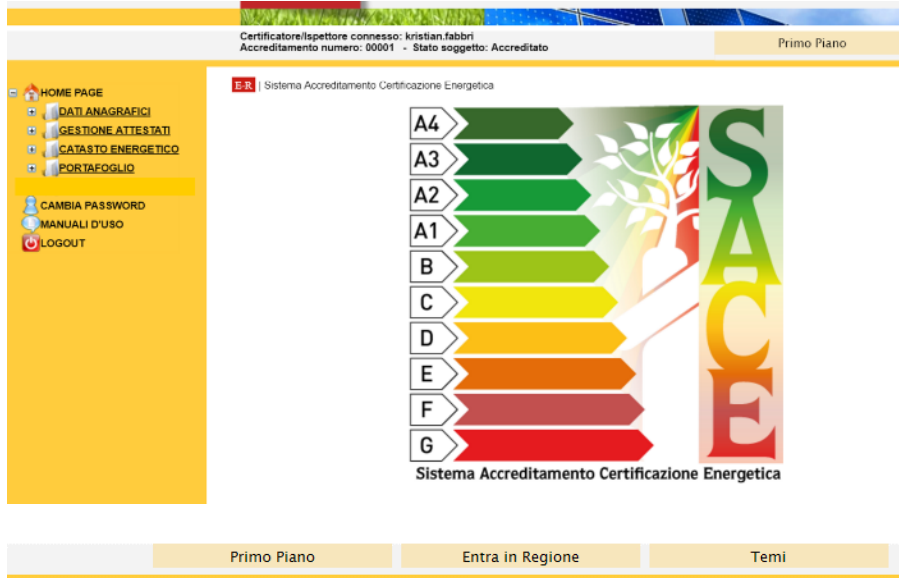 Certificatore/Ispettore connesso: kristian.fabbri
Accreditamento numero: 00001 - Stato soggetto: Accreditato
Primo Piano
HOME PAGE
DATI ANAGRAFICI
GESTIONE ATTESTATI
CATASTO ENERGETICO
PORTAFOGLIO
CAMBIA PASSWORD
MANUALI D'USO
LOGOUT
E-R | Sistema Accreditamento Certificazione Energetica
A4
A3
A2
A1
B
C
D
E
F
G
SACE
Sistema Accreditamento Certificazione Energetica
Primo Piano Entra in Regione Temi